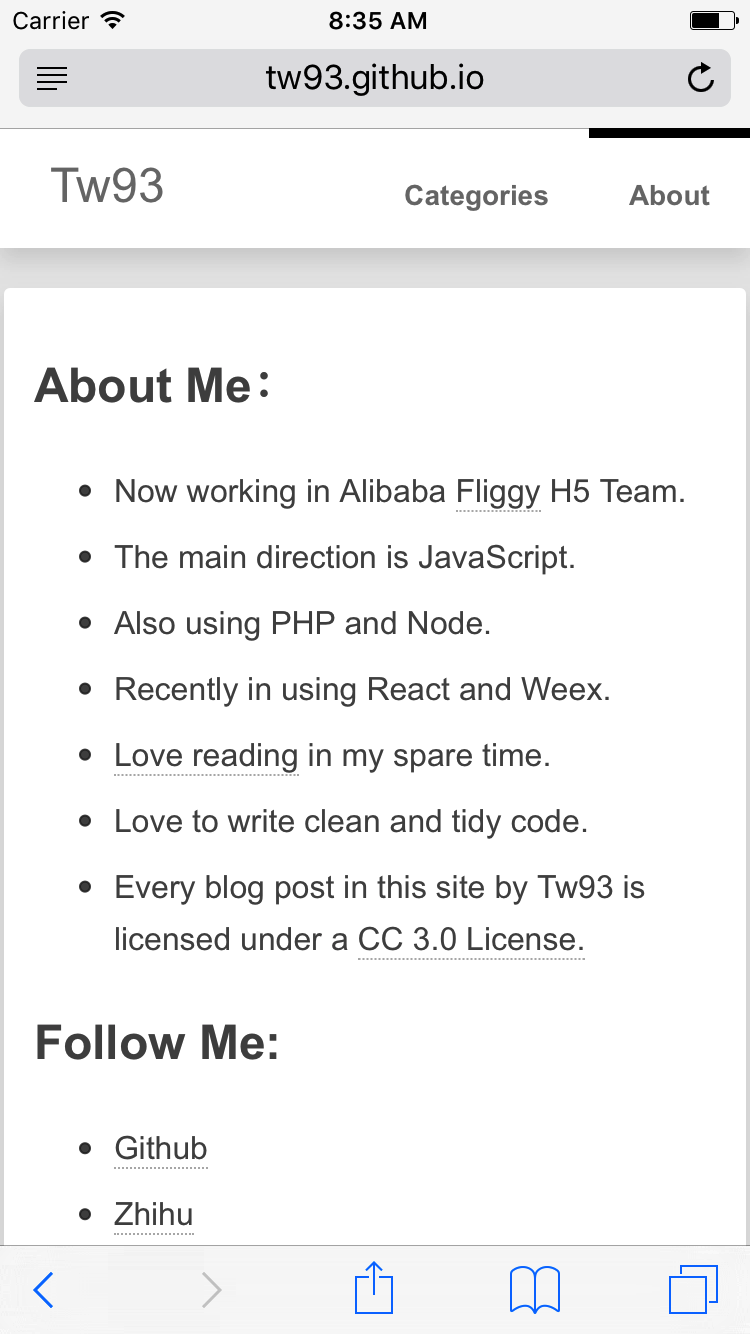 Carrier 8:35 AM
tw93.github.io
Tw93 Categories About
About Me：
Now working in Alibaba Fliggy H5 Team.
The main direction is JavaScript.
Also using PHP and Node.
Recently in using React and Weex.
Love reading in my spare time.
Love to write clean and tidy code.
Every blog post in this site by Tw93 is
licensed under a CC 3.0 License.
Follow Me:
Github
Zhihu